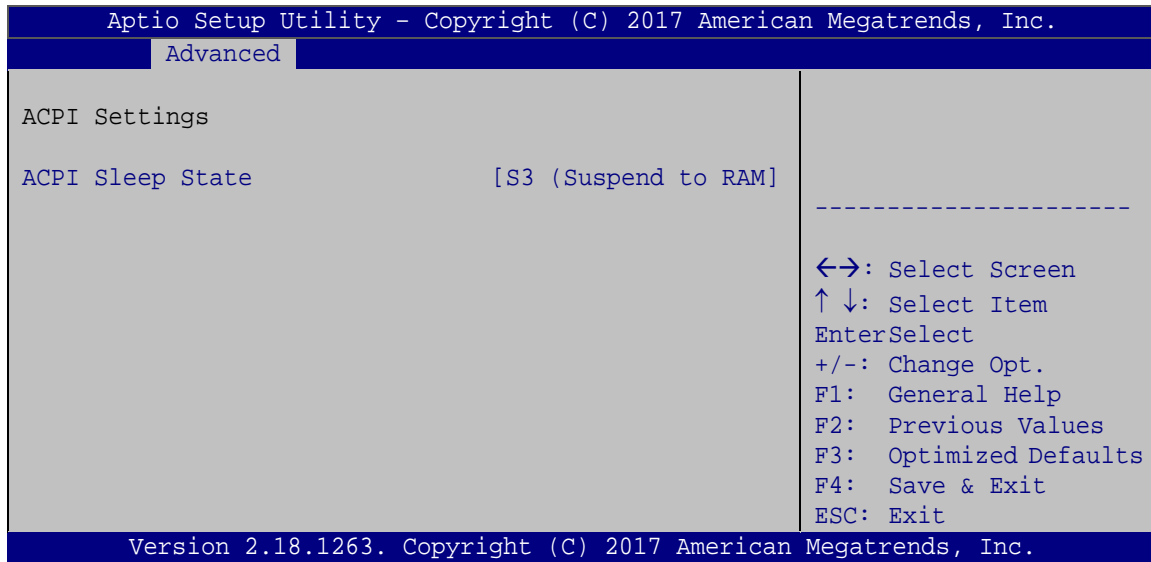 Aptio Setup Utility – Copyright (C) 2017 American Megatrends, Inc.
Advanced
ACPI Settings
ACPI Sleep State [S3 (Suspend to RAM]
----------------------
←→: Select Screen
↑ ↓: Select Item
EnterSelect
+/-: Change Opt.
F1: General Help
F2: Previous Values
F3: Optimized Defaults
F4: Save & Exit
ESC: Exit
Version 2.18.1263. Copyright (C) 2017 American Megatrends, Inc.